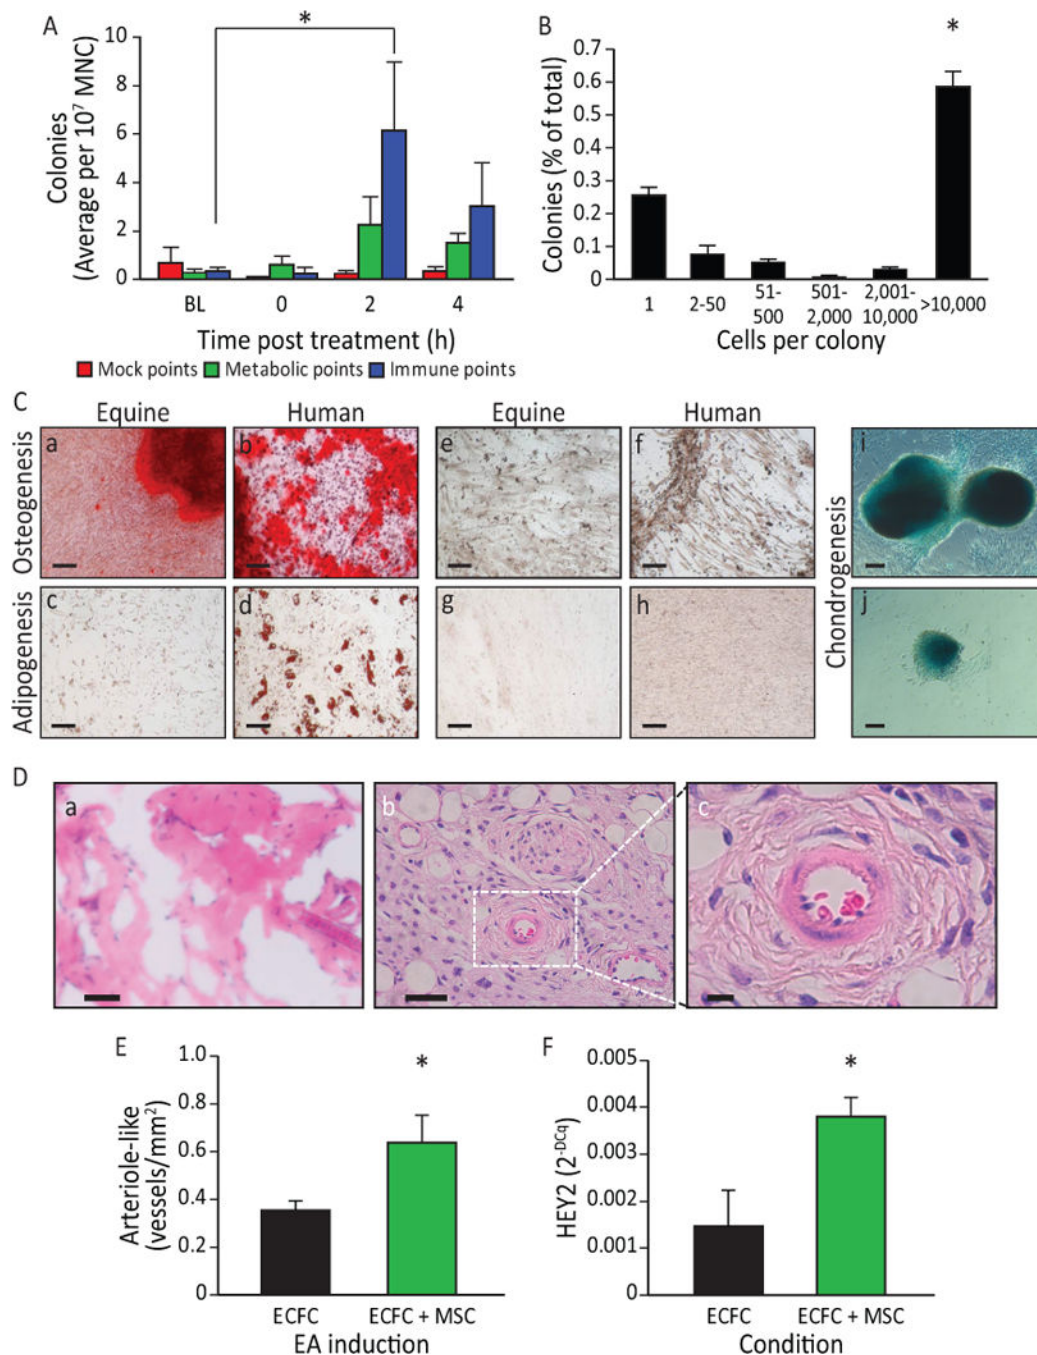 A
*
Colonies
(Average per 10⁷ MNC)
10
8
6
4
2
0
BL
0
2
4
Time post treatment (h)
Mock points
Metabolic points
Immune points
B
*
Colonies (% of total)
0.7
0.6
0.5
0.4
0.3
0.2
0.1
0
1
2-50
51-
500
501-
2,000
2,001-
10,000
>10,000
Cells per colony
C
Equine
Human
Equine
Human
Osteogenesis
a
b
e
f
i
Adipogenesis
c
d
g
h
Chondrogenesis
j
D
a
b
c
E
*
Arteriole-like
(vessels/mm²)
1.0
0.8
0.6
0.4
0.2
0
ECFC
ECFC + MSC
EA induction
F
*
HEY2 (2⁻ᴰᶜq)
0.005
0.004
0.003
0.002
0.001
0
ECFC
ECFC + MSC
Condition